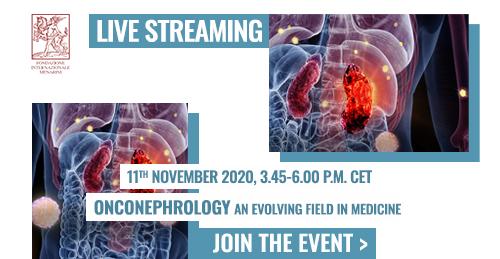 LIVE STREAMING
FONDAZIONE
INTERNAZIONALE
MENARINI
11TH NOVEMBER 2020, 3.45-6.00 P.M. CET
ONCONEPHROLOGY AN EVOLVING FIELD IN MEDICINE
JOIN THE EVENT >